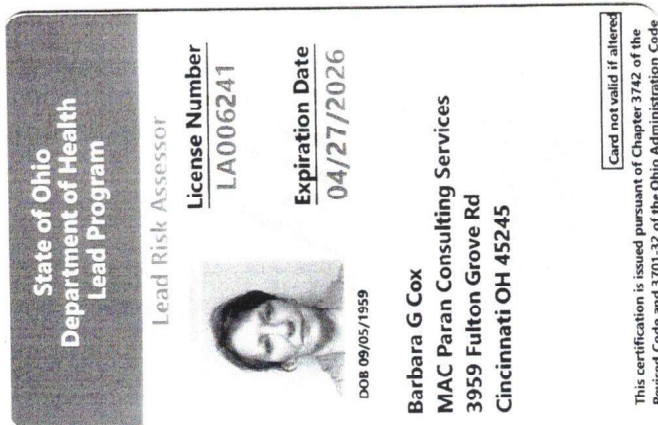 State of Ohio
Department of Health
Lead Program
Lead Risk Assessor
License Number
LA006241
Expiration Date
04/27/2026
DOB 09/05/1959
Barbara G Cox
MAC Paran Consulting Services
3959 Fulton Grove Rd
Cincinnati OH 45245
Card not valid if altered
This certification is issued pursuant of Chapter 3742 of the
Revised Code and 3701-32 of the Ohio Administration Code